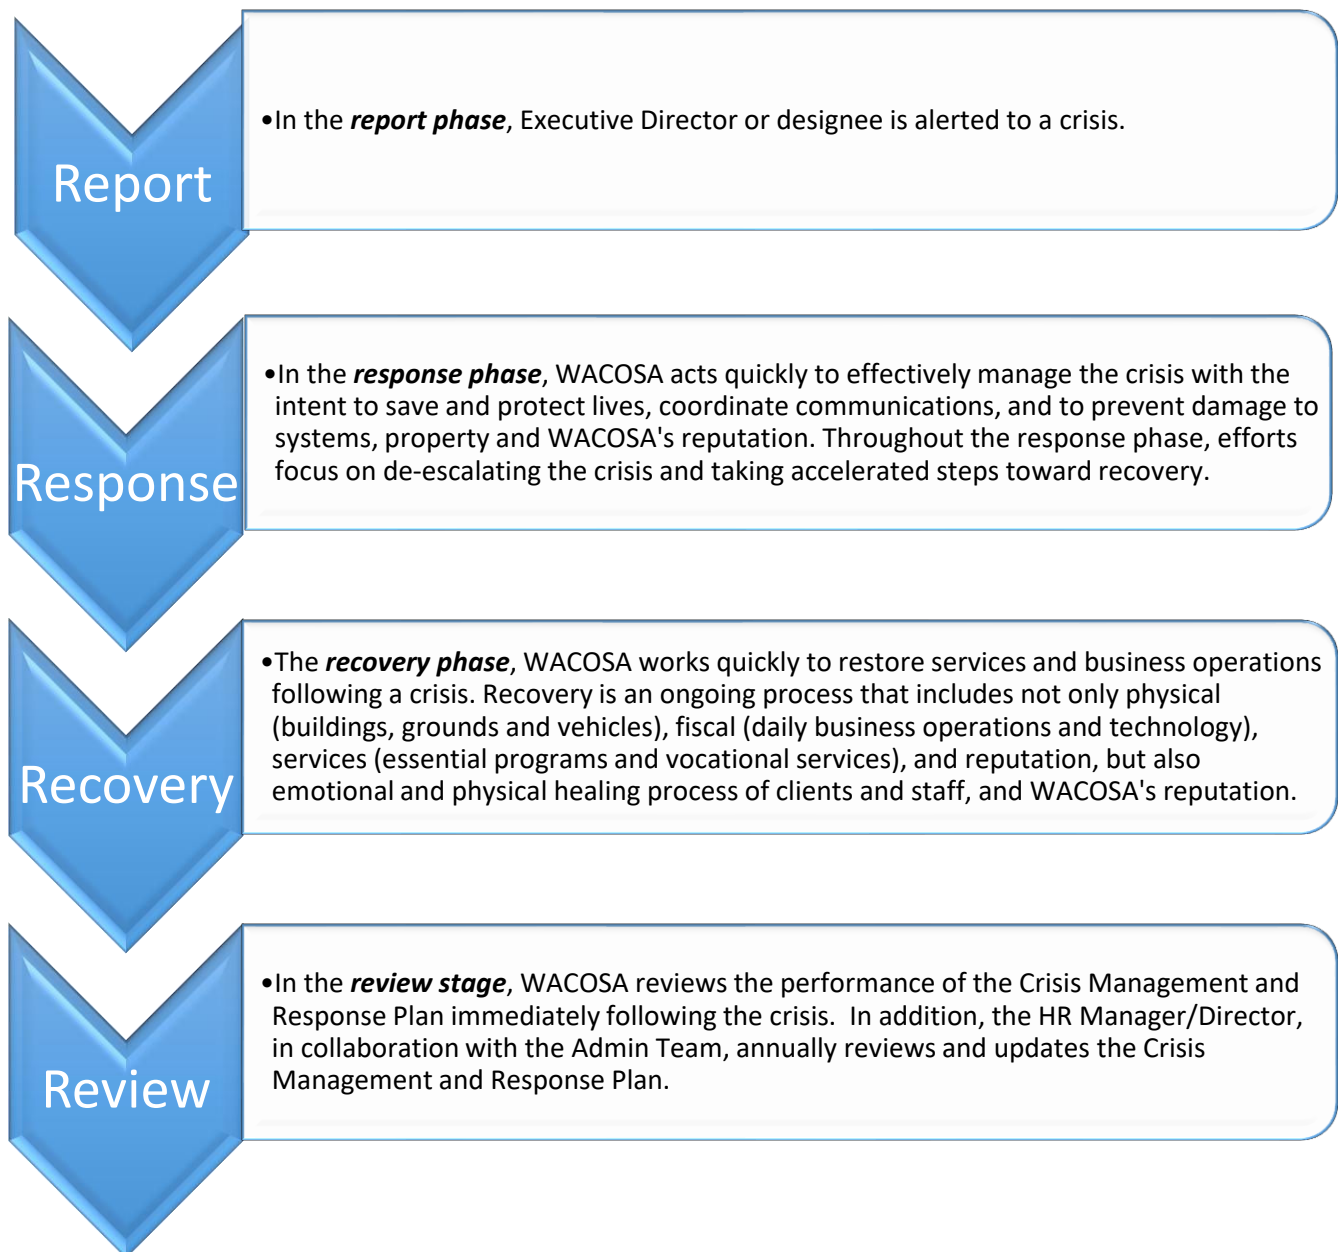 Report
•In the report phase, Executive Director or designee is alerted to a crisis.
Response
•In the response phase, WACOSA acts quickly to effectively manage the crisis with the
intent to save and protect lives, coordinate communications, and to prevent damage to
systems, property and WACOSA's reputation. Throughout the response phase, efforts
focus on de-escalating the crisis and taking accelerated steps toward recovery.
Recovery
•The recovery phase, WACOSA works quickly to restore services and business operations
following a crisis. Recovery is an ongoing process that includes not only physical
(buildings, grounds and vehicles), fiscal (daily business operations and technology),
services (essential programs and vocational services), and reputation, but also
emotional and physical healing process of clients and staff, and WACOSA's reputation.
Review
•In the review stage, WACOSA reviews the performance of the Crisis Management and
Response Plan immediately following the crisis.  In addition, the HR Manager/Director,
in collaboration with the Admin Team, annually reviews and updates the Crisis
Management and Response Plan.